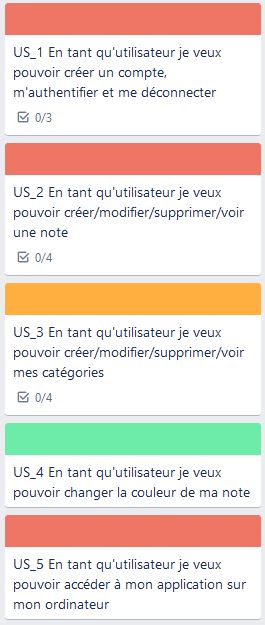 US_1 En tant qu'utilisateur je veux
pouvoir créer un compte,
m'authentifier et me déconnecter
0/3
US_2 En tant qu'utilisateur je veux
pouvoir créer/modifier/supprimer/voir
une note
0/4
US_3 En tant qu'utilisateur je veux
pouvoir créer/modifier/supprimer/voir
mes catégories
0/4
US_4 En tant qu'utilisateur je veux
pouvoir changer la couleur de ma note
US_5 En tant qu'utilisateur je veux
pouvoir accéder à mon application sur
mon ordinateur